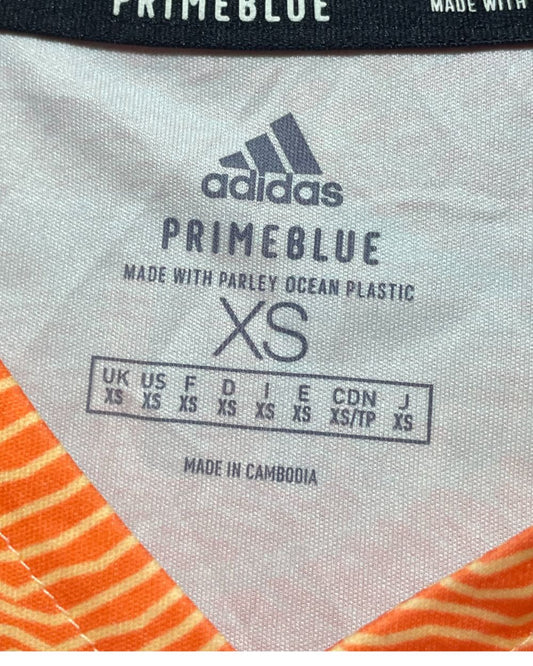 PRIMEBLUE MADE WITH
adidas
PRIMEBLUE
MADE WITH PARLEY OCEAN PLASTIC
XS
UK US F D I E CDN J
XS XS XS XS XS XS XS/TP XS
MADE IN CAMBODIA